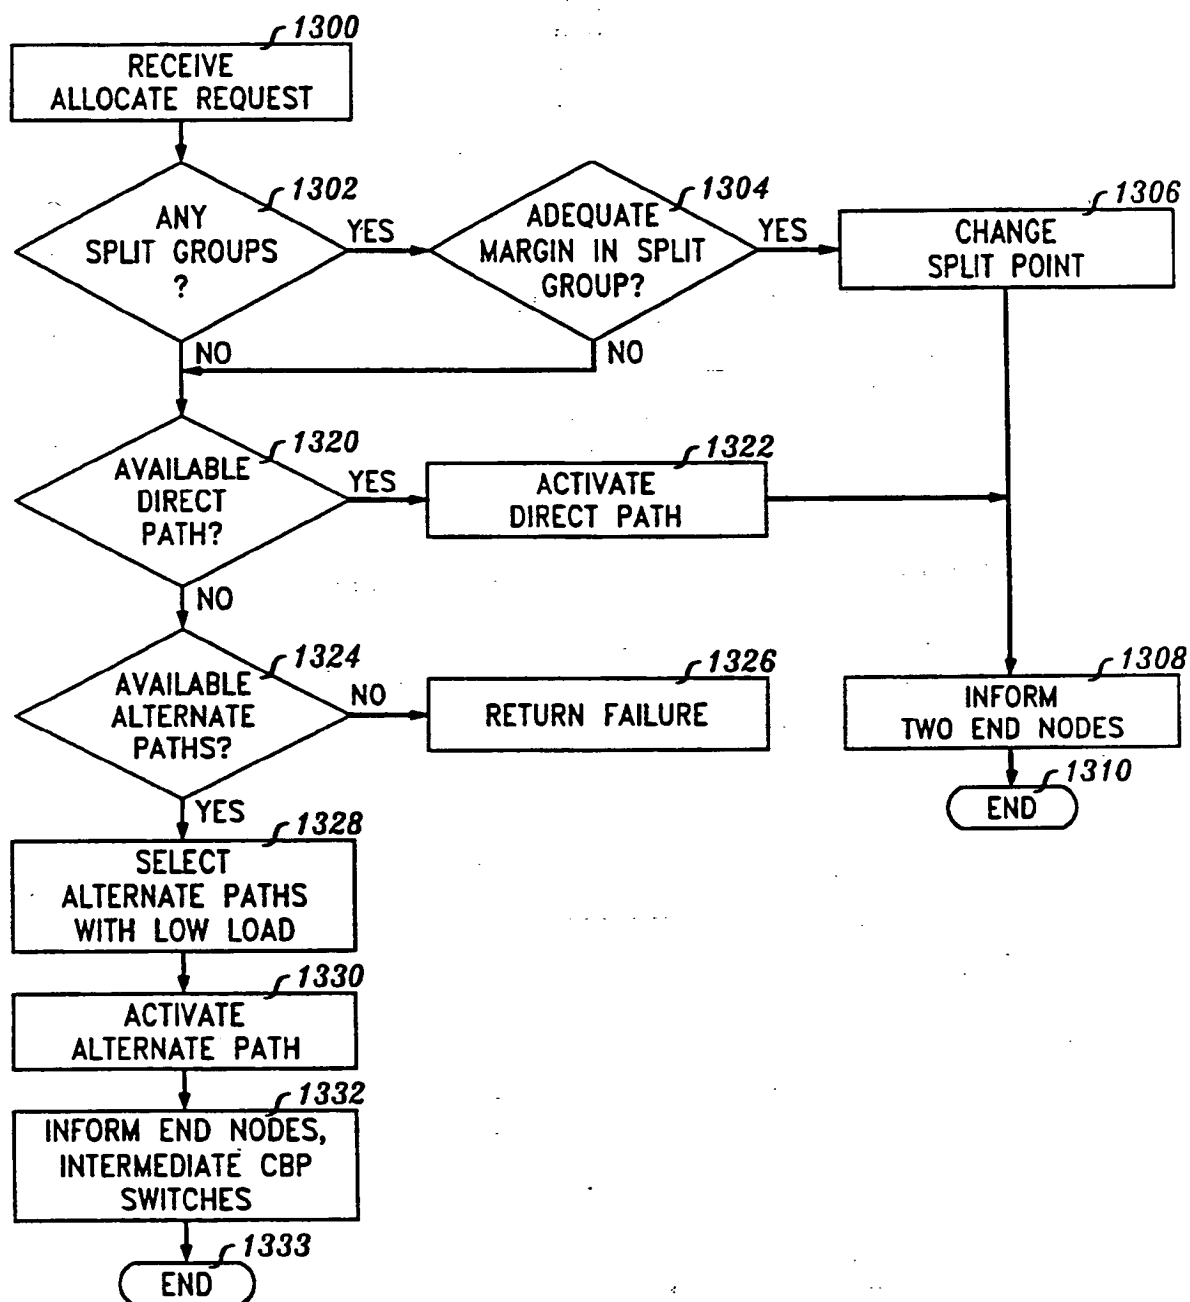 1300
RECEIVE
ALLOCATE REQUEST
1302
ANY
SPLIT GROUPS
?
YES
NO
1304
ADEQUATE
MARGIN IN SPLIT
GROUP?
YES
NO
1306
CHANGE
SPLIT POINT
1320
AVAILABLE
DIRECT
PATH?
YES
NO
1322
ACTIVATE
DIRECT PATH
1324
AVAILABLE
ALTERNATE
PATHS?
NO
YES
1326
RETURN FAILURE
1308
INFORM
TWO END NODES
1310
END
1328
SELECT
ALTERNATE PATHS
WITH LOW LOAD
1330
ACTIVATE
ALTERNATE PATH
1332
INFORM END NODES,
INTERMEDIATE CBP
SWITCHES
1333
END